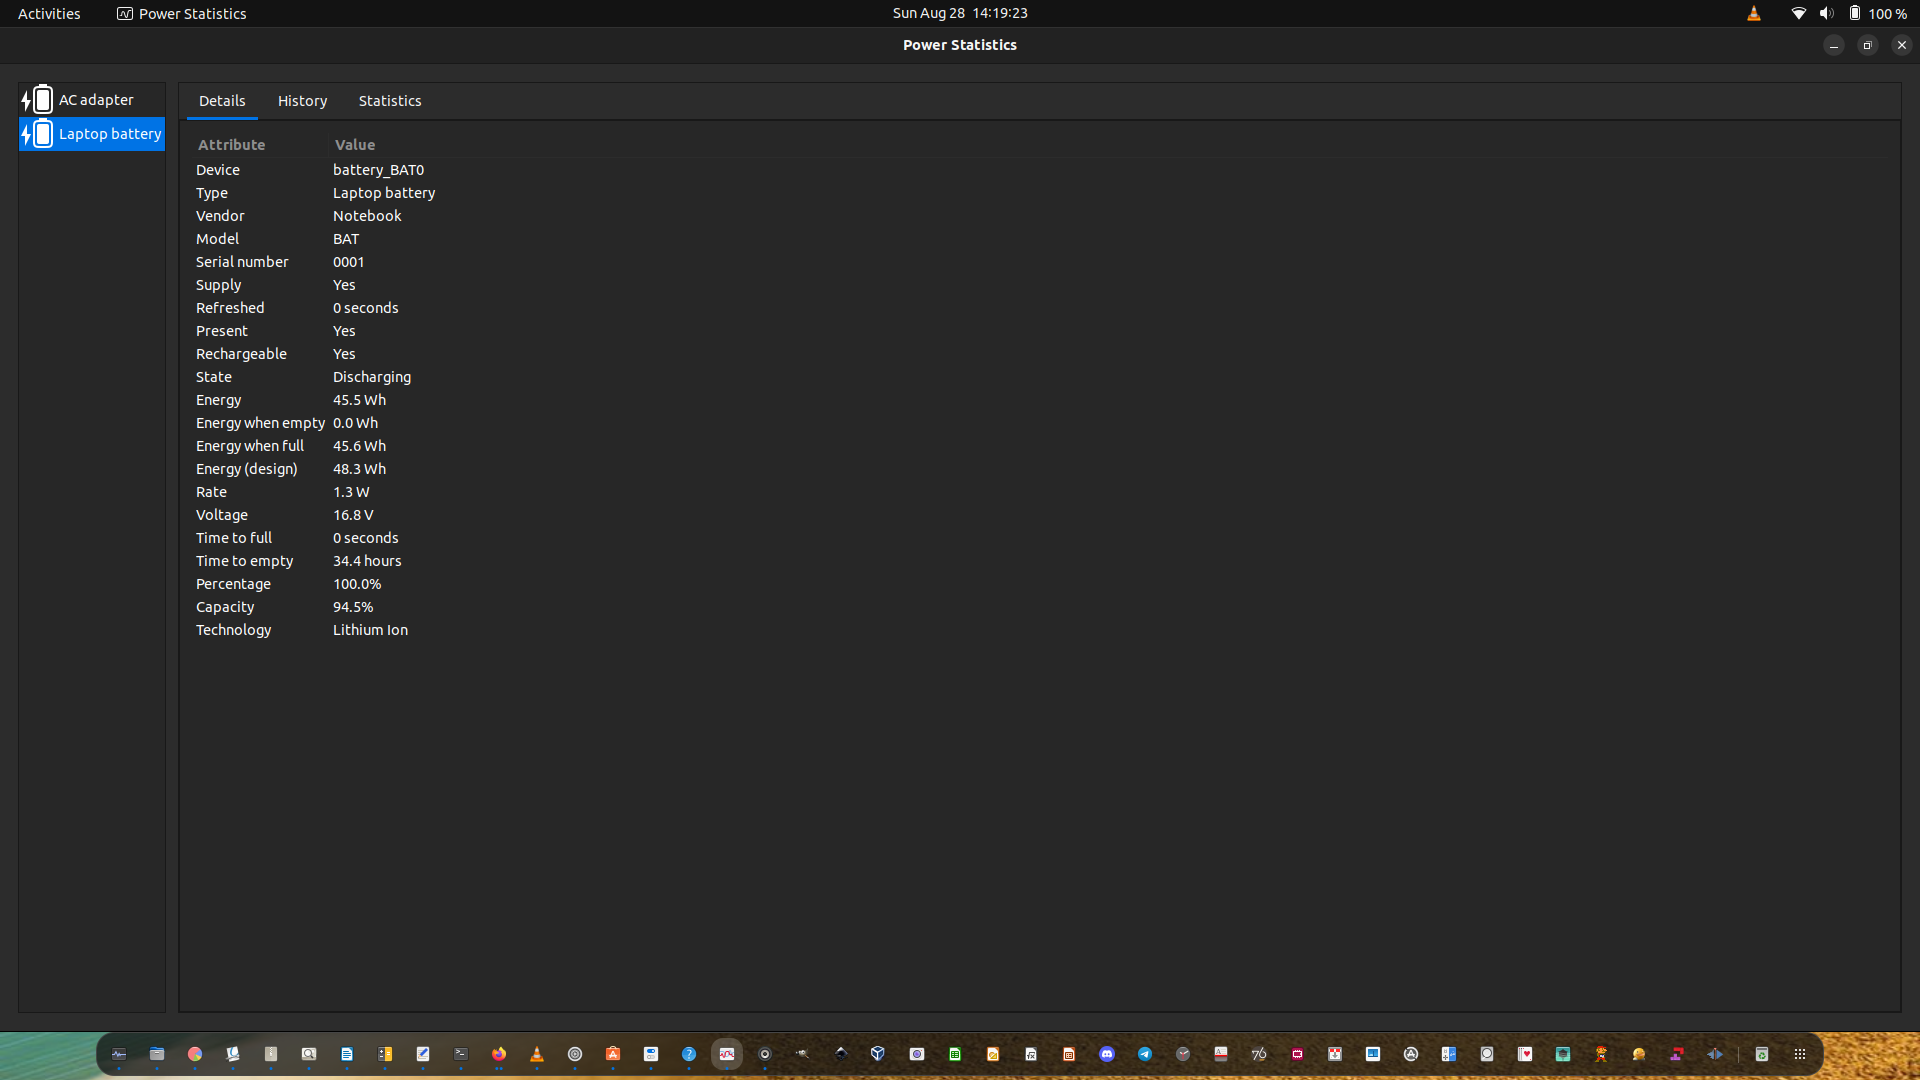 Activities Power Statistics Sun Aug 28 14:19:23 100 %
Power Statistics
AC adapter
Laptop battery
Details History Statistics
Attribute Value
Device battery_BAT0
Type Laptop battery
Vendor Notebook
Model BAT
Serial number 0001
Supply Yes
Refreshed 0 seconds
Present Yes
Rechargeable Yes
State Discharging
Energy 45.5 Wh
Energy when empty 0.0 Wh
Energy when full 45.6 Wh
Energy (design) 48.3 Wh
Rate 1.3 W
Voltage 16.8 V
Time to full 0 seconds
Time to empty 34.4 hours
Percentage 100.0%
Capacity 94.5%
Technology Lithium Ion
76